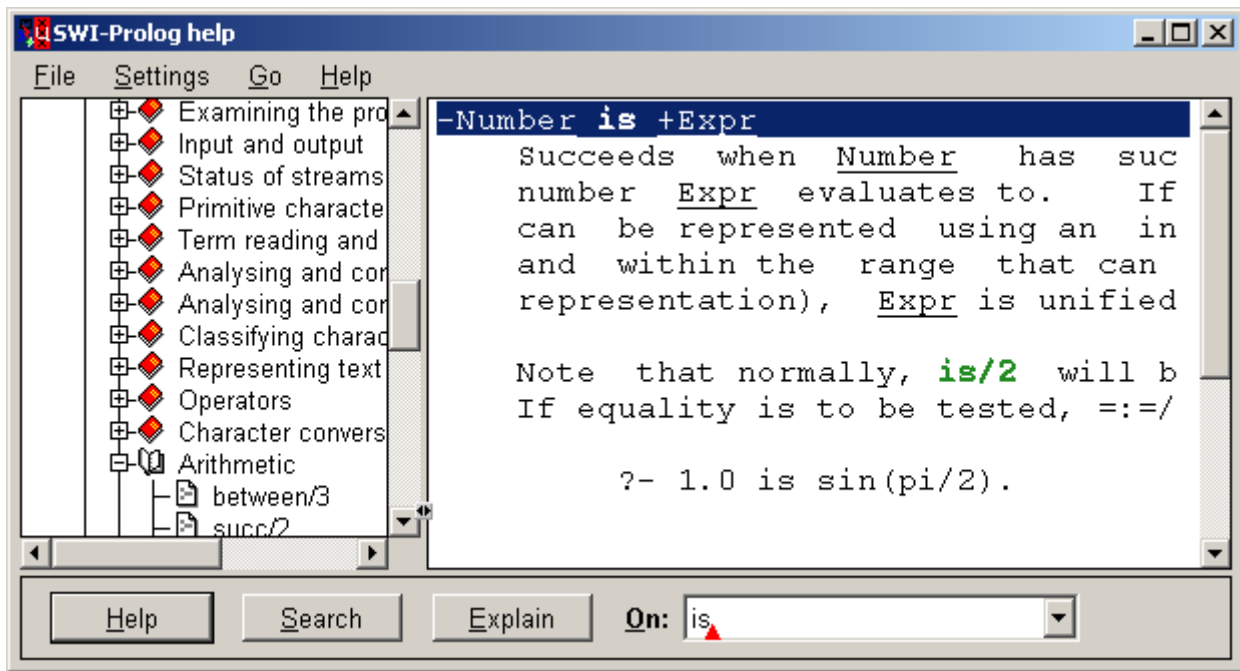 SWI-Prolog help
File Settings Go Help
Examining the pro
Input and output
Status of streams
Primitive characte
Term reading and
Analysing and cor
Analysing and cor
Classifying charac
Representing text
Operators
Character convers
Arithmetic
between/3
succ/2
-Number is +Expr
Succeeds when Number has suc
number Expr evaluates to. If
can be represented using an in
and within the range that can
representation), Expr is unified
Note that normally, is/2 will b
If equality is to be tested, =:=/
?- 1.0 is sin(pi/2).
Help Search Explain On: is